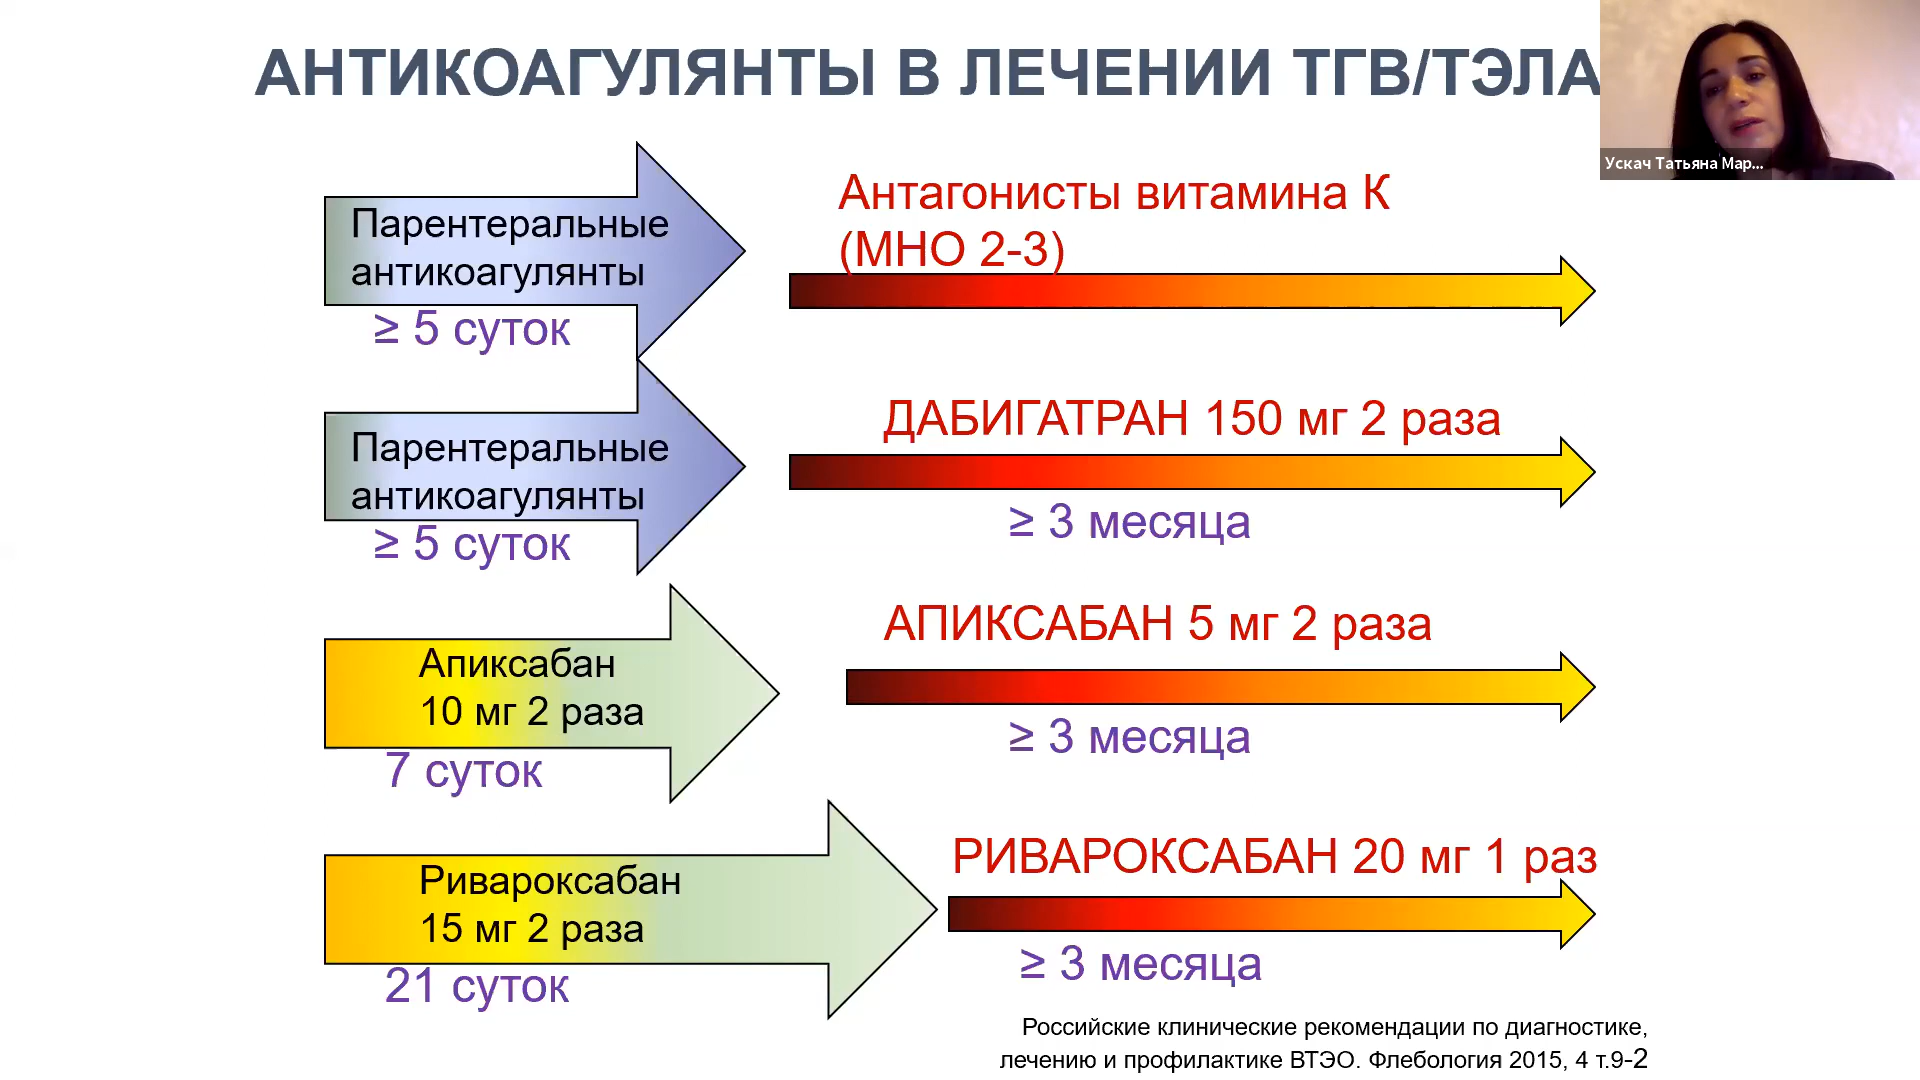 АНТИКОАГУЛЯНТЫ В ЛЕЧЕНИИ ТГВ/ТЭЛА
Ускач Татьяна Мар...
Парентеральные
антикоагулянты
≥ 5 суток
Антагонисты витамина К
(МНО 2-3)
Парентеральные
антикоагулянты
≥ 5 суток
ДАБИГАТРАН 150 мг 2 раза
≥ 3 месяца
Апиксабан
10 мг 2 раза
7 суток
АПИКСАБАН 5 мг 2 раза
≥ 3 месяца
Ривароксабан
15 мг 2 раза
21 суток
РИВАРОКСАБАН 20 мг 1 раз
≥ 3 месяца
Российские клинические рекомендации по диагностике,
лечению и профилактике ВТЭО. Флебология 2015, 4 т.9-2